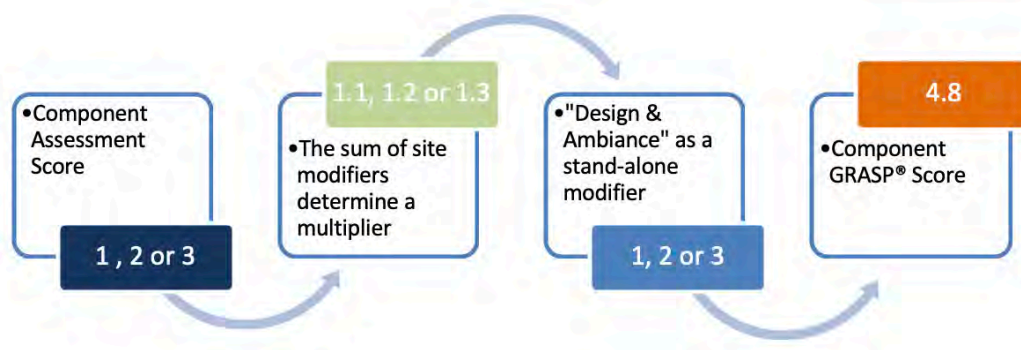 •Component
Assessment
Score
1 , 2 or 3
1.1, 1.2 or 1.3
•The sum of site
modifiers
determine a
multiplier
•"Design &
Ambiance" as a
stand-alone
modifier
1, 2 or 3
4.8
•Component
GRASP® Score